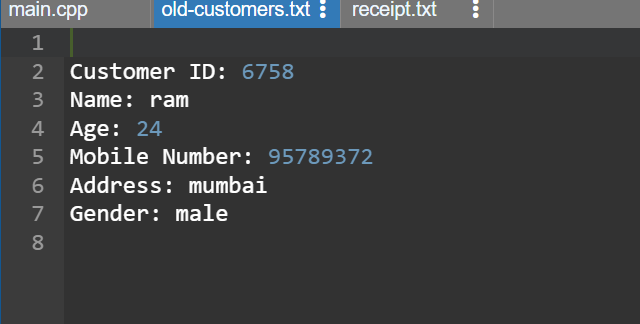 main.cpp old-customers.txt receipt.txt
1
2 Customer ID: 6758
3 Name: ram
4 Age: 24
5 Mobile Number: 95789372
6 Address: mumbai
7 Gender: male
8